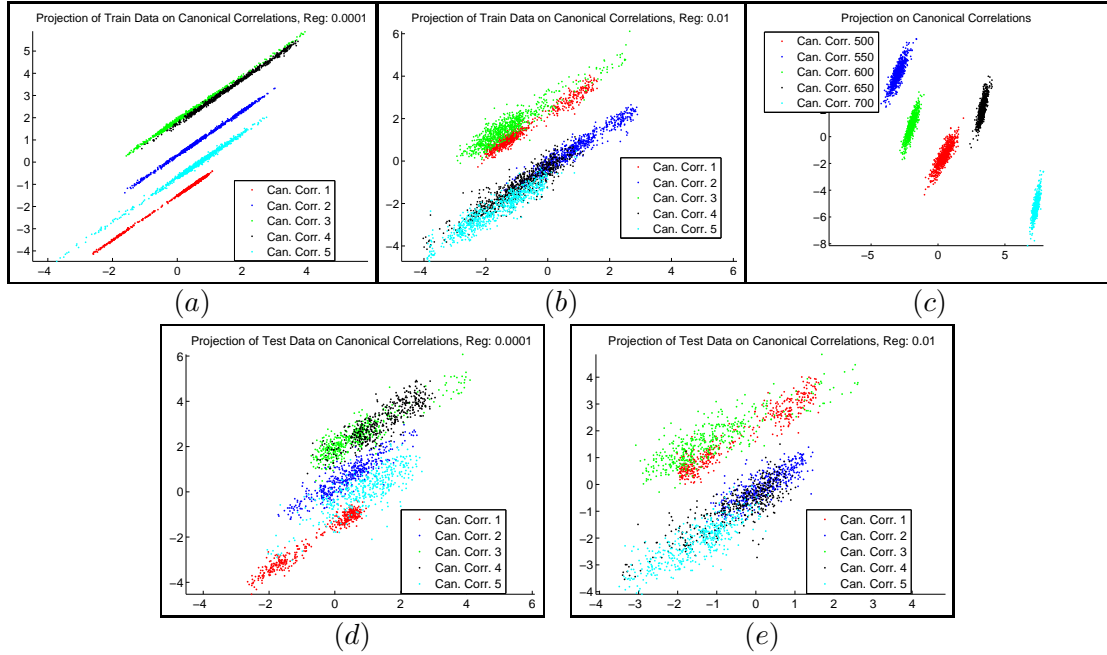 Projection of Train Data on Canonical Correlations, Reg: 0.0001
5
4
3
2
1
0
−1
−2
−3
−4
−4
−2
0
2
4
Can. Corr. 1
Can. Corr. 2
Can. Corr. 3
Can. Corr. 4
Can. Corr. 5
(a)
Projection of Train Data on Canonical Correlations, Reg: 0.01
6
4
2
0
−2
−4
−4
−2
0
2
4
6
Can. Corr. 1
Can. Corr. 2
Can. Corr. 3
Can. Corr. 4
Can. Corr. 5
(b)
Projection on Canonical Correlations
Can. Corr. 500
Can. Corr. 550
Can. Corr. 600
Can. Corr. 650
Can. Corr. 700
0
−2
−4
−6
−8
−5
0
5
(c)
Projection of Test Data on Canonical Correlations, Reg: 0.0001
6
4
2
0
−2
−4
−4
−2
0
2
4
6
Can. Corr. 1
Can. Corr. 2
Can. Corr. 3
Can. Corr. 4
Can. Corr. 5
(d)
Projection of Test Data on Canonical Correlations, Reg: 0.01
4
3
2
1
0
−1
−2
−3
−4
−4
−3
−2
−1
0
1
2
3
4
Can. Corr. 1
Can. Corr. 2
Can. Corr. 3
Can. Corr. 4
Can. Corr. 5
(e)